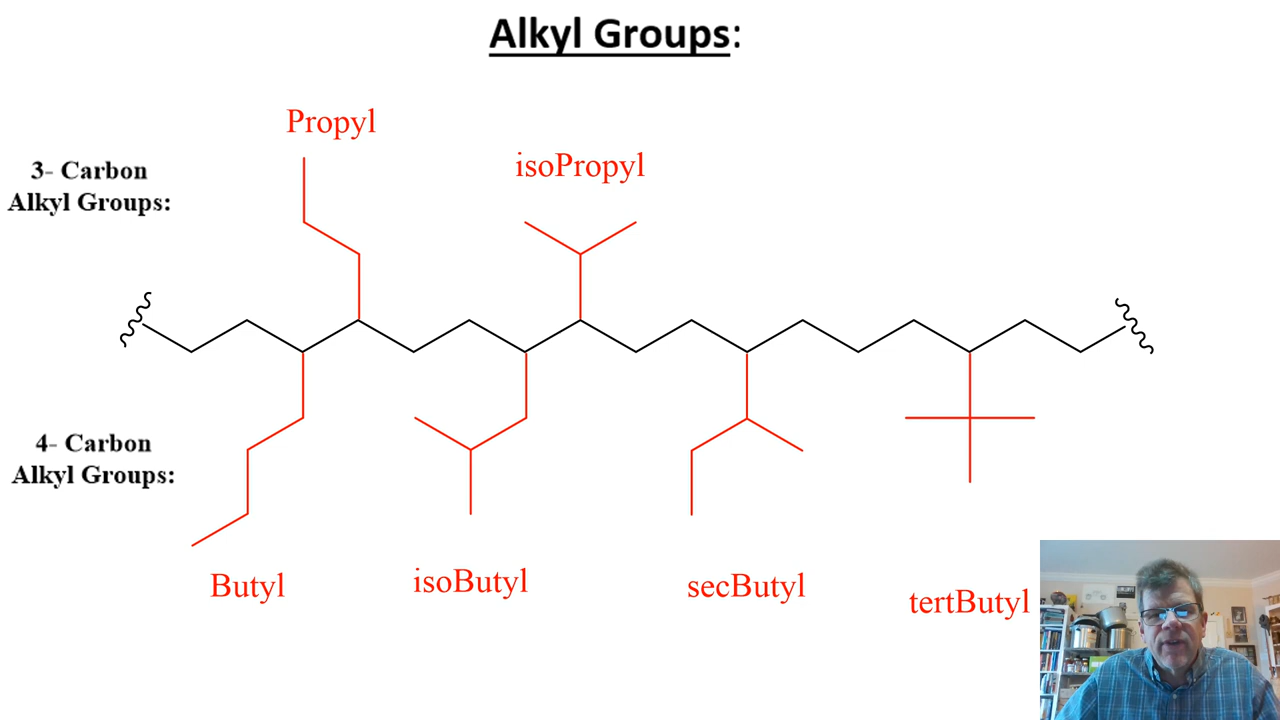 Alkyl Groups:
Propyl
isoPropyl
3- Carbon
Alkyl Groups:
4- Carbon
Alkyl Groups:
Butyl
isoButyl
secButyl
tertButyl